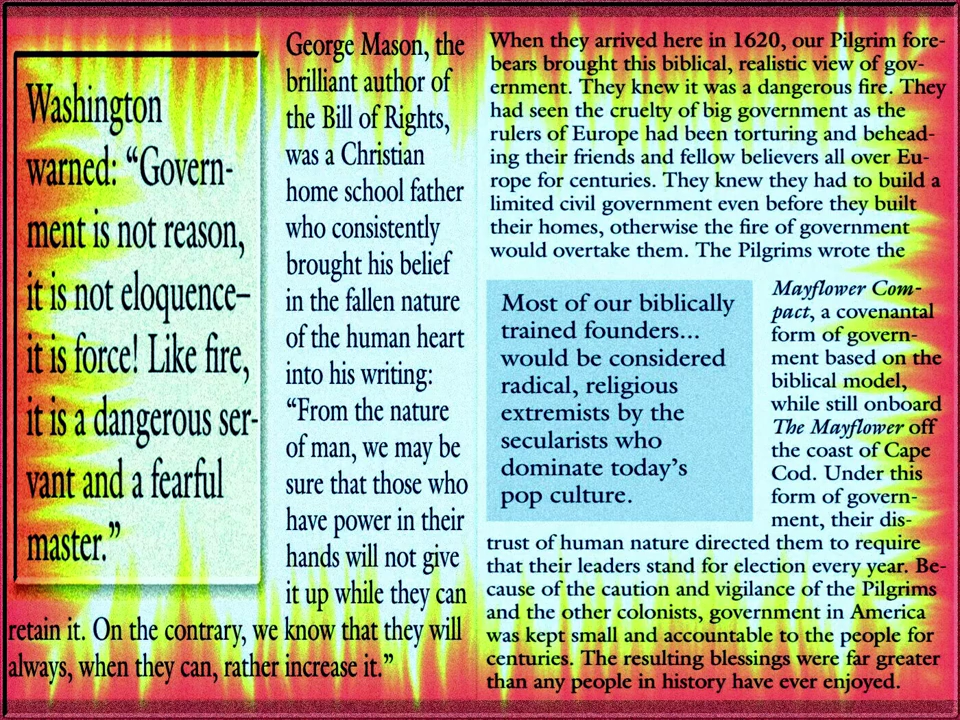 Washington
warned: “Govern-
ment is not reason,
it is not eloquence–
it is force! Like fire,
it is a dangerous ser-
vant and a fearful
master.”
George Mason, the
brilliant author of
the Bill of Rights,
was a Christian
home school father
who consistently
brought his belief
in the fallen nature
of the human heart
into his writing:
“From the nature
of man, we may be
sure that those who
have power in their
hands will not give
it up while they can
retain it. On the contrary, we know that they will
always, when they can, rather increase it.”
When they arrived here in 1620, our Pilgrim fore-
bears brought this biblical, realistic view of gov-
ernment. They knew it was a dangerous fire. They
had seen the cruelty of big government as the
rulers of Europe had been torturing and behead-
ing their friends and fellow believers all over Eu-
rope for centuries. They knew they had to build a
limited civil government even before they built
their homes, otherwise the fire of government
would overtake them. The Pilgrims wrote the
Mayflower Com-
pact, a covenantal
form of govern-
ment based on the
biblical model,
while still onboard
The Mayflower off
the coast of Cape
Cod. Under this
form of govern-
ment, their dis-
trust of human nature directed them to require
that their leaders stand for election every year. Be-
cause of the caution and vigilance of the Pilgrims
and the other colonists, government in America
was kept small and accountable to the people for
centuries. The resulting blessings were far greater
than any people in history have ever enjoyed.
Most of our biblically
trained founders...
would be considered
radical, religious
extremists by the
secularists who
dominate today’s
pop culture.